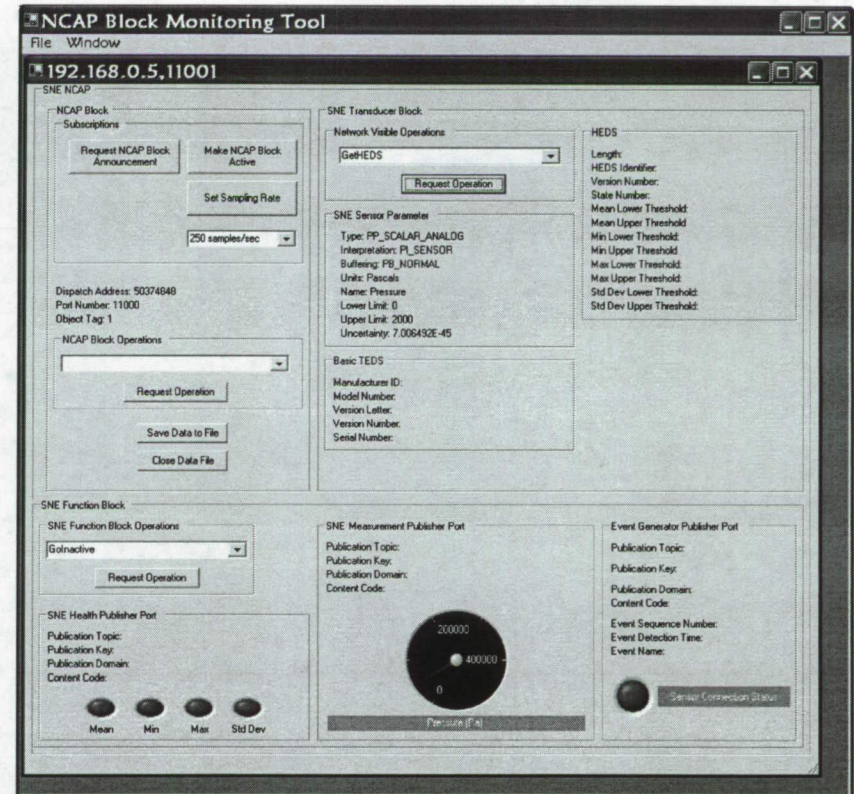 NCAP Block Monitoring Tool
File Window
192.168.0.5,11001
SNE NCAP
NCAP Block
Subscriptions
Request NCAP Block Announcement
Make NCAP Block Active
Set Sampling Rate
250 samples/sec
Dispatch Address: 50374848
Port Number: 11000
Object Tag: 1
NCAP Block Operations
Request Operation
Save Data to File
Close Data File
SNE Transducer Block
Network Visible Operations
GetHEDS
Request Operation
SNE Sensor Parameter
Type: PP_SCALAR_ANALOG
Interpretation: PI_SENSOR
Buffering: PB_NORMAL
Units: Pascals
Name: Pressure
Lower Limit: 0
Upper Limit: 2000
Uncertainty: 7.006492E-45
Basic TEDS
Manufacturer ID:
Model Number:
Version Letter:
Version Number:
Serial Number:
HEDS
Length:
HEDS Identifier:
Version Number:
State Number:
Mean Lower Threshold:
Mean Upper Threshold
Min Lower Threshold:
Min Upper Threshold
Max Lower Threshold:
Max Upper Threshold:
Std Dev Lower Threshold:
Std Dev Upper Threshold:
SNE Function Block
SNE Function Block Operations
GoInactive
Request Operation
SNE Health Publisher Port
Publication Topic:
Publication Key:
Publication Domain:
Content Code:
Mean Min Max Std Dev
SNE Measurement Publisher Port
Publication Topic:
Publication Key:
Publication Domain:
Content Code:
200000
400000
0
Pressure (Pa)
Event Generator Publisher Port
Publication Topic:
Publication Key:
Publication Domain:
Content Code:
Event Sequence Number:
Event Detection Time:
Event Name:
Sensor Connection Status